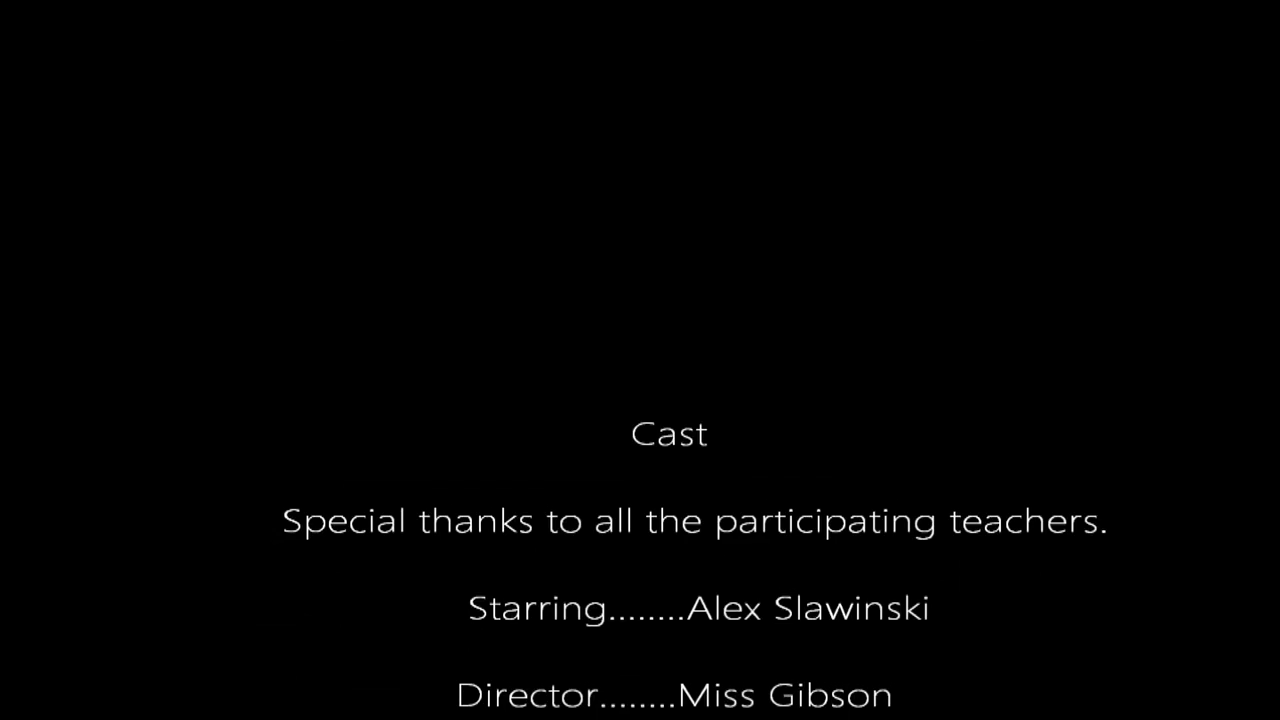 Cast
Special thanks to all the participating teachers.
Starring........Alex Slawinski
Director........Miss Gibson